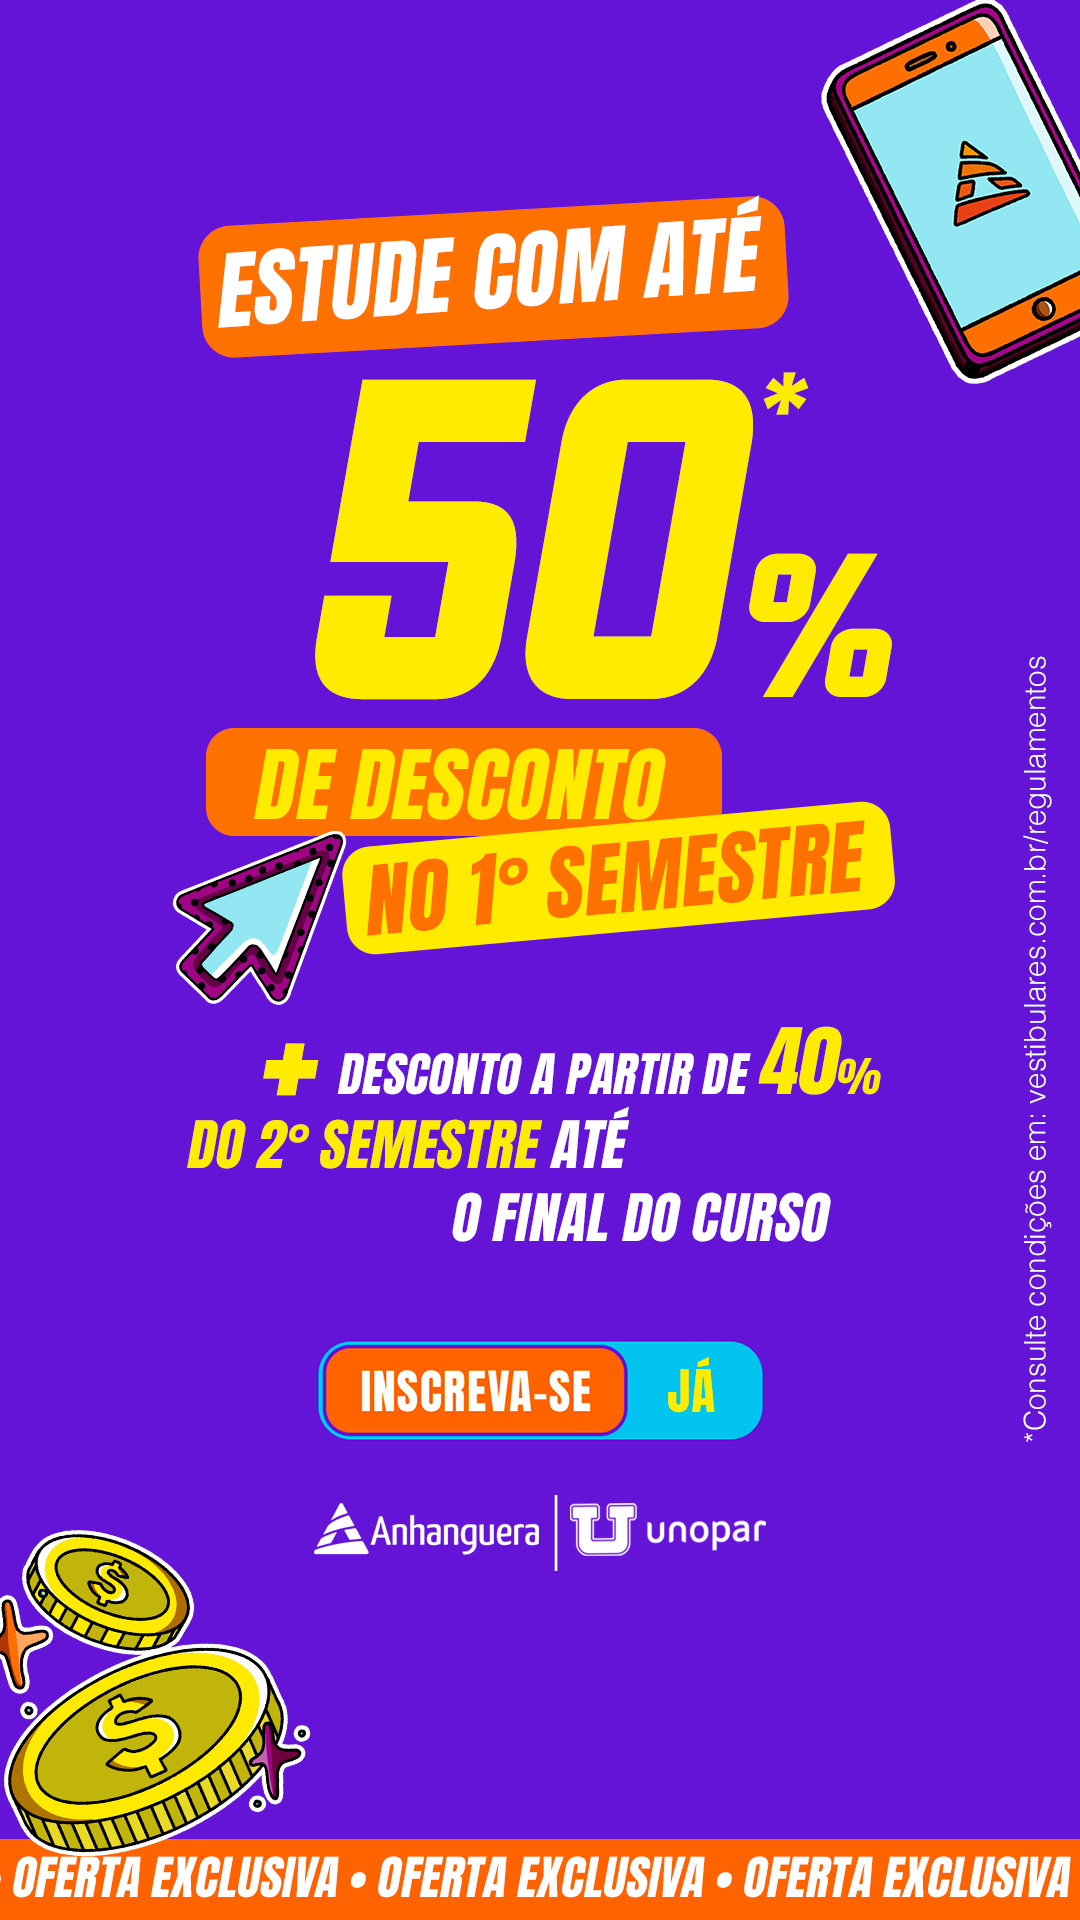 ESTUDE COM ATÉ
50%*
DE DESCONTO
NO 1º SEMESTRE
+ DESCONTO A PARTIR DE 40%
DO 2º SEMESTRE ATÉ
O FINAL DO CURSO
INSCREVA-SE JÁ
Anhanguera | U unopar
*Consulte condições em: vestibulares.com.br/regulamentos
$
$
• OFERTA EXCLUSIVA • OFERTA EXCLUSIVA • OFERTA EXCLUSIVA